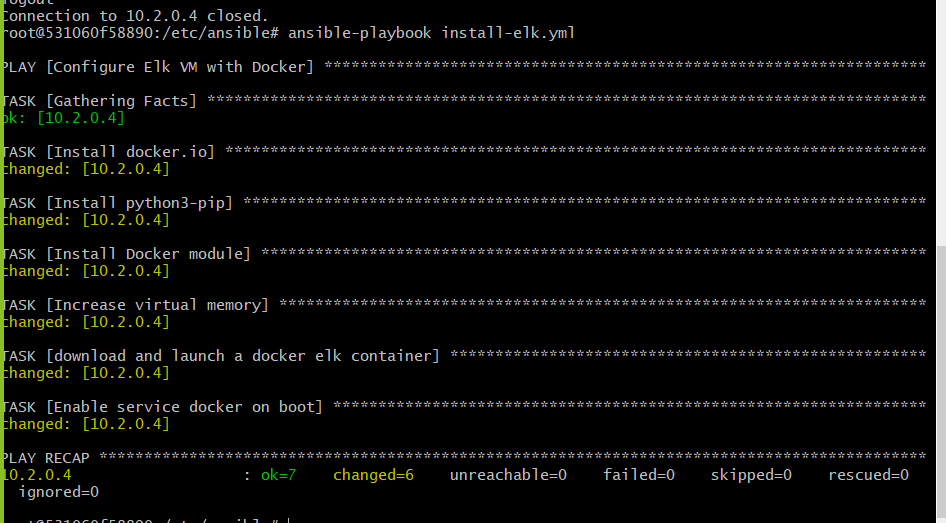 logout
Connection to 10.2.0.4 closed.
root@531060f58890:/etc/ansible# ansible-playbook install-elk.yml
PLAY [Configure Elk VM with Docker] *******************************************************************
TASK [Gathering Facts] ********************************************************************************
ok: [10.2.0.4]
TASK [Install docker.io] ******************************************************************************
changed: [10.2.0.4]
TASK [Install python3-pip] ****************************************************************************
changed: [10.2.0.4]
TASK [Install Docker module] **************************************************************************
changed: [10.2.0.4]
TASK [Increase virtual memory] ************************************************************************
changed: [10.2.0.4]
TASK [download and launch a docker elk container] *****************************************************
changed: [10.2.0.4]
TASK [Enable service docker on boot] ******************************************************************
changed: [10.2.0.4]
PLAY RECAP ********************************************************************************************
10.2.0.4                   : ok=7    changed=6    unreachable=0    failed=0    skipped=0    rescued=0
  ignored=0
root@531060f58890:/etc/ansible#